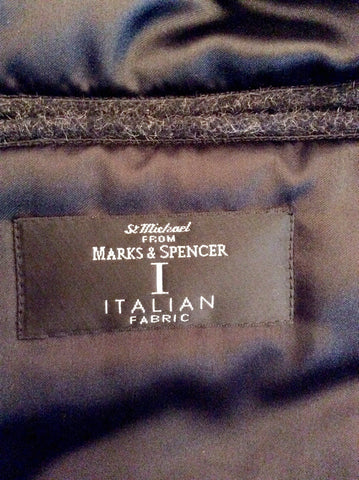 St Michael
FROM
MARKS & SPENCER
I
ITALIAN
FABRIC